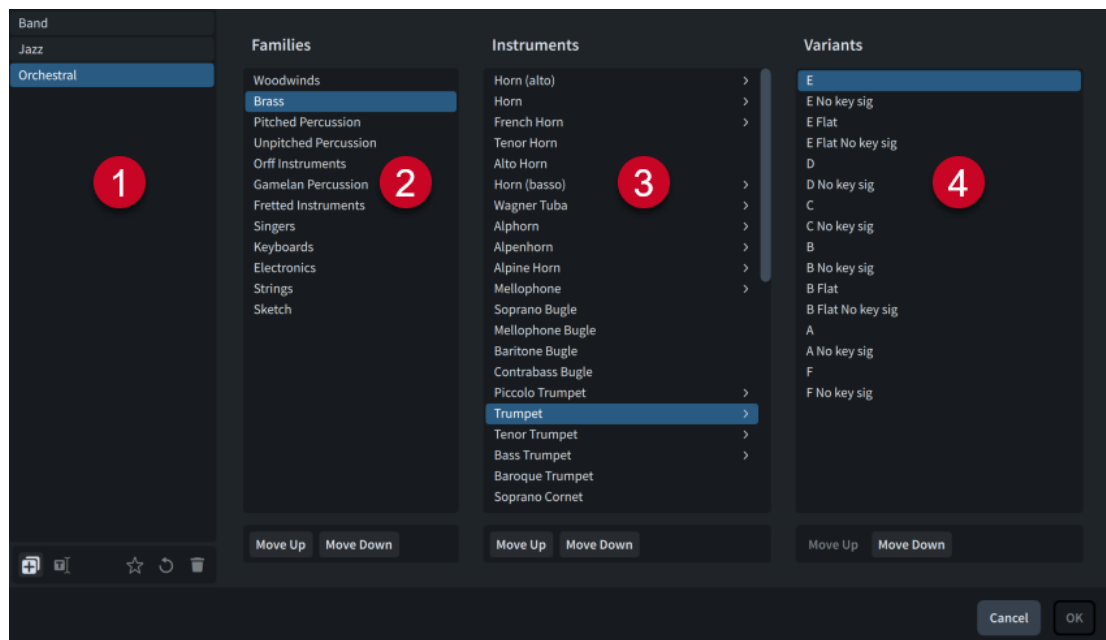 Band
Jazz
Orchestral
1
Families
Woodwinds
Brass
Pitched Percussion
Unpitched Percussion
Orff Instruments
Gamelan Percussion
Fretted Instruments
Singers
Keyboards
Electronics
Strings
Sketch
2
Move Up Move Down
Instruments
Horn (alto)
Horn
French Horn
Tenor Horn
Alto Horn
Horn (basso)
Wagner Tuba
Alphorn
Alpenhorn
Alpine Horn
Mellophone
Soprano Bugle
Mellophone Bugle
Baritone Bugle
Contrabass Bugle
Piccolo Trumpet
Trumpet
Tenor Trumpet
Bass Trumpet
Baroque Trumpet
Soprano Cornet
3
Move Up Move Down
Variants
E
E No key sig
E Flat
E Flat No key sig
D
D No key sig
C
C No key sig
B
B No key sig
B Flat
B Flat No key sig
A
A No key sig
F
F No key sig
4
Move Up Move Down
Cancel OK